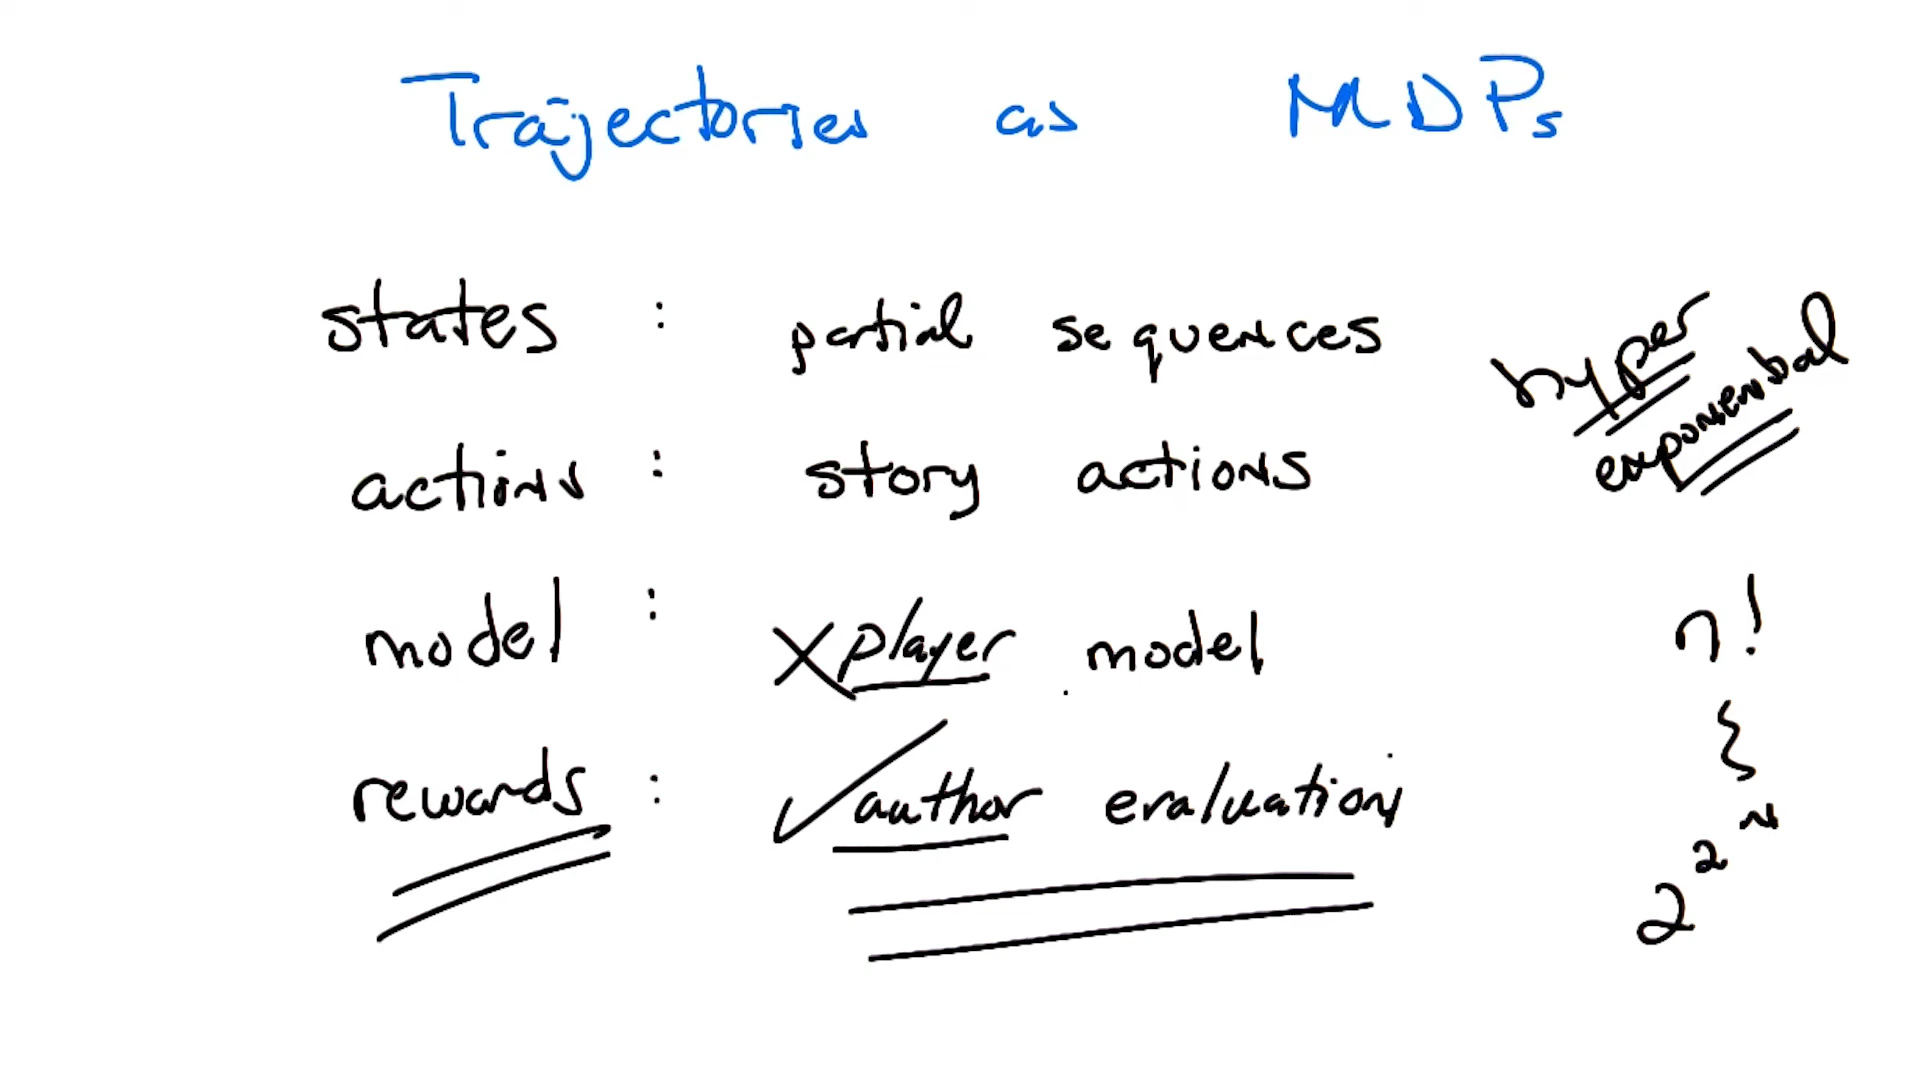 Trajectories as MDPs
states : partial sequences
hyper
exponential
actions : story actions
model : player model
n!
rewards : author evaluation
{
2^2^n